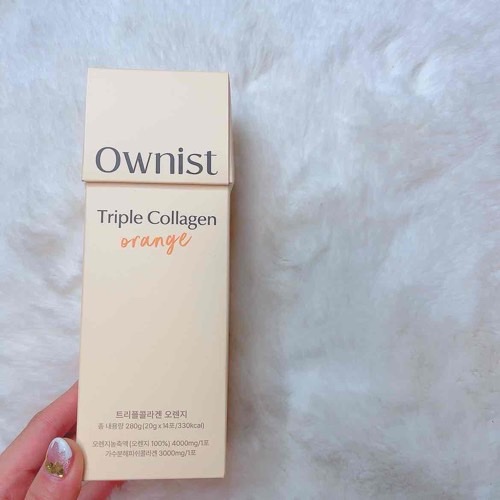 Ownist
Triple Collagen
orange
트리플콜라겐 오렌지
총 내용량 280g(20g x 14포/330kcal)
오렌지농축액(오렌지 100%) 4000mg/1포
가수분해피쉬콜라겐 3000mg/1포